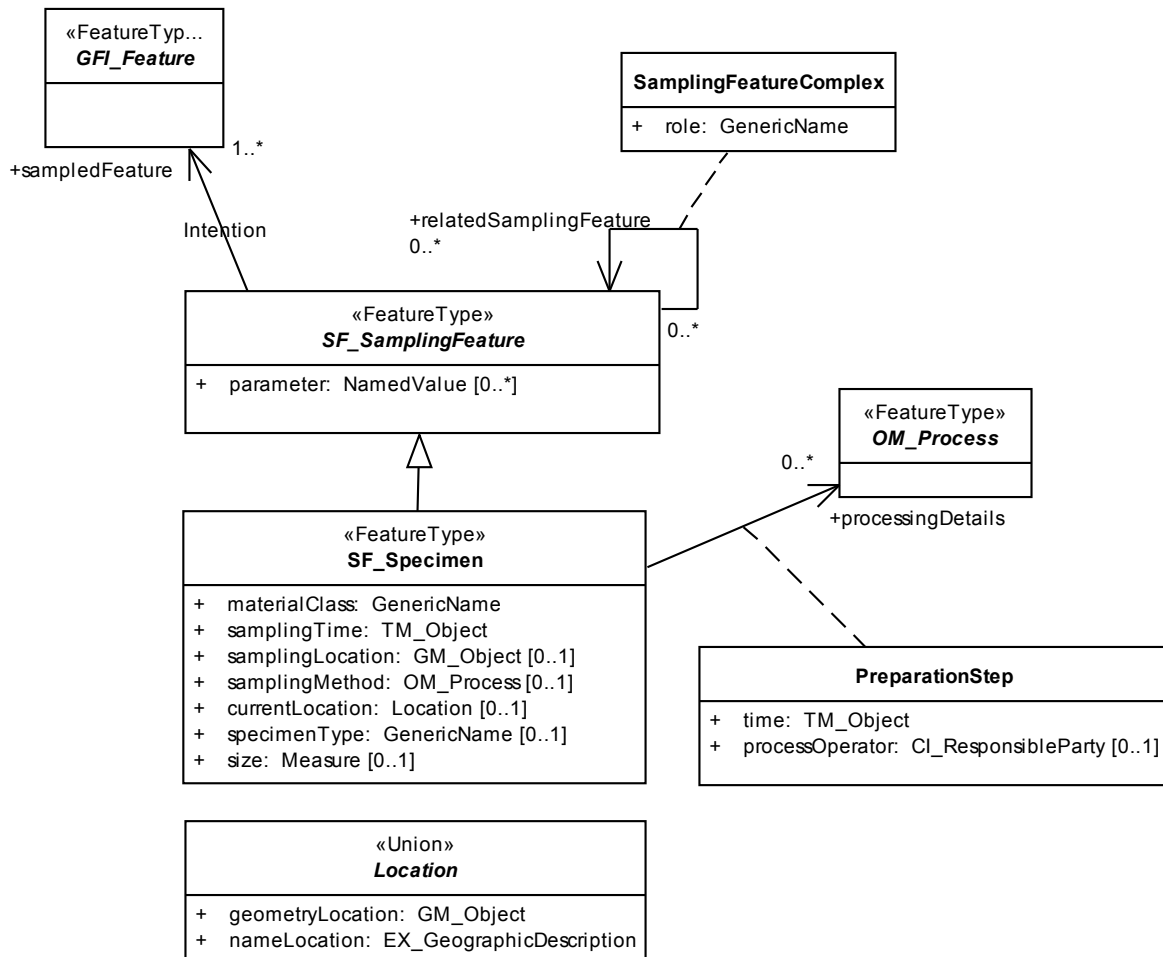 «FeatureTyp...
GFI_Feature
1..*
+sampledFeature
Intention
SamplingFeatureComplex
+ role: GenericName
+relatedSamplingFeature
0..*
0..*
«FeatureType»
SF_SamplingFeature
+ parameter: NamedValue [0..*]
«FeatureType»
OM_Process
0..*
+processingDetails
«FeatureType»
SF_Specimen
+ materialClass: GenericName
+ samplingTime: TM_Object
+ samplingLocation: GM_Object [0..1]
+ samplingMethod: OM_Process [0..1]
+ currentLocation: Location [0..1]
+ specimenType: GenericName [0..1]
+ size: Measure [0..1]
PreparationStep
+ time: TM_Object
+ processOperator: CI_ResponsibleParty [0..1]
«Union»
Location
+ geometryLocation: GM_Object
+ nameLocation: EX_GeographicDescription